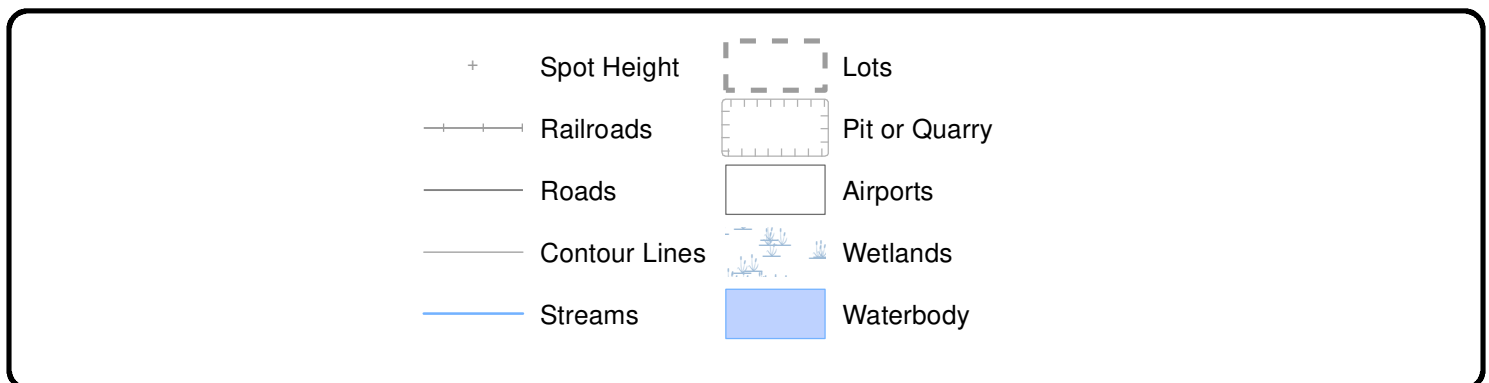 Spot Height
Railroads
Roads
Contour Lines
Streams
Lots
Pit or Quarry
Airports
Wetlands
Waterbody